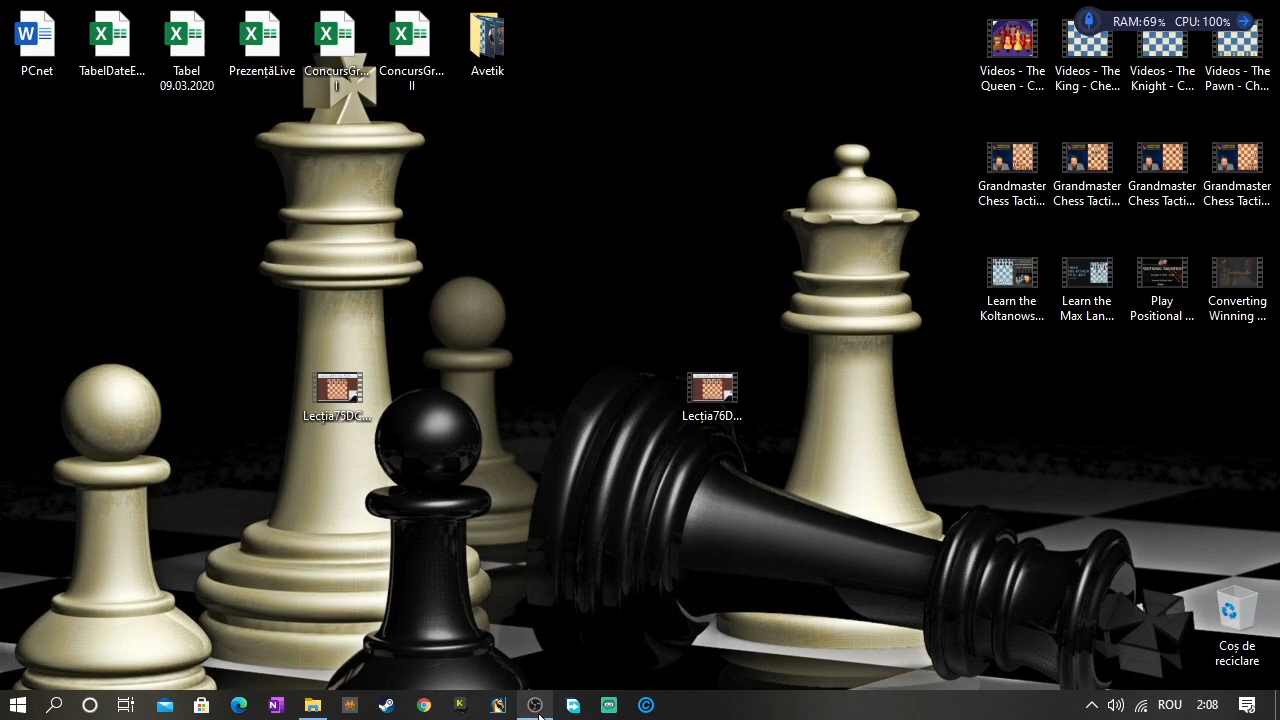 RAM:69% CPU:100%
PCnet
TabelDateE...
Tabel
09.03.2020
PrezențăLive
ConcursGr...
I
ConcursGr...
II
Avetik
Videos - The
Queen - C...
Videos - The
King - Che...
Videos - The
Knight - C...
Videos - The
Pawn - Ch...
Grandmaster
Chess Tacti...
Grandmaster
Chess Tacti...
Grandmaster
Chess Tacti...
Grandmaster
Chess Tacti...
Learn the
Koltanows...
Learn the
Max Lan...
Play
Positional ...
Converting
Winning ...
Lecția75DC...
Lecția76D...
Coș de
reciclare
ROU
2:08